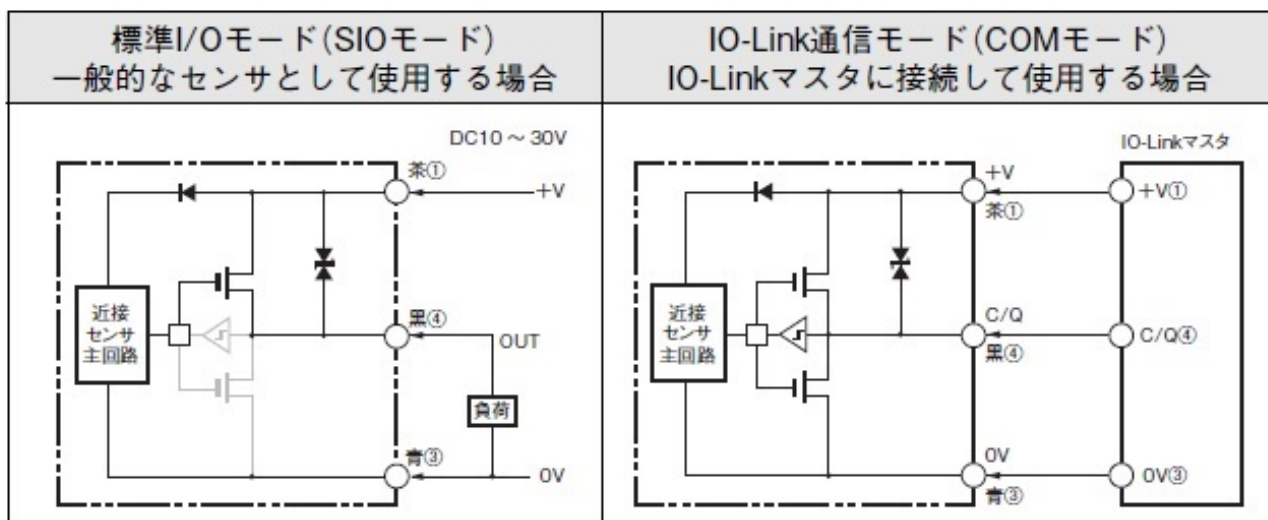 標準I/Oモード(SIOモード)
一般的なセンサとして使用する場合
IO-Link通信モード(COMモード)
IO-Linkマスタに接続して使用する場合
DC10～30V
茶①
+V
近接
センサ
主回路
黒④
OUT
負荷
青③
0V
IO-Linkマスタ
+V
+V①
茶①
近接
センサ
主回路
C/Q
C/Q④
黒④
0V
0V③
青③